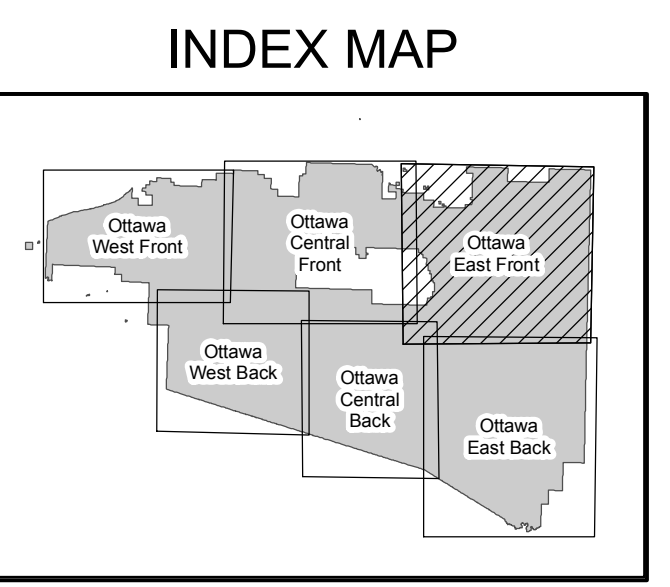 INDEX MAP
Ottawa
West Front
Ottawa
Central
Front
Ottawa
East Front
Ottawa
West Back
Ottawa
Central
Back
Ottawa
East Back